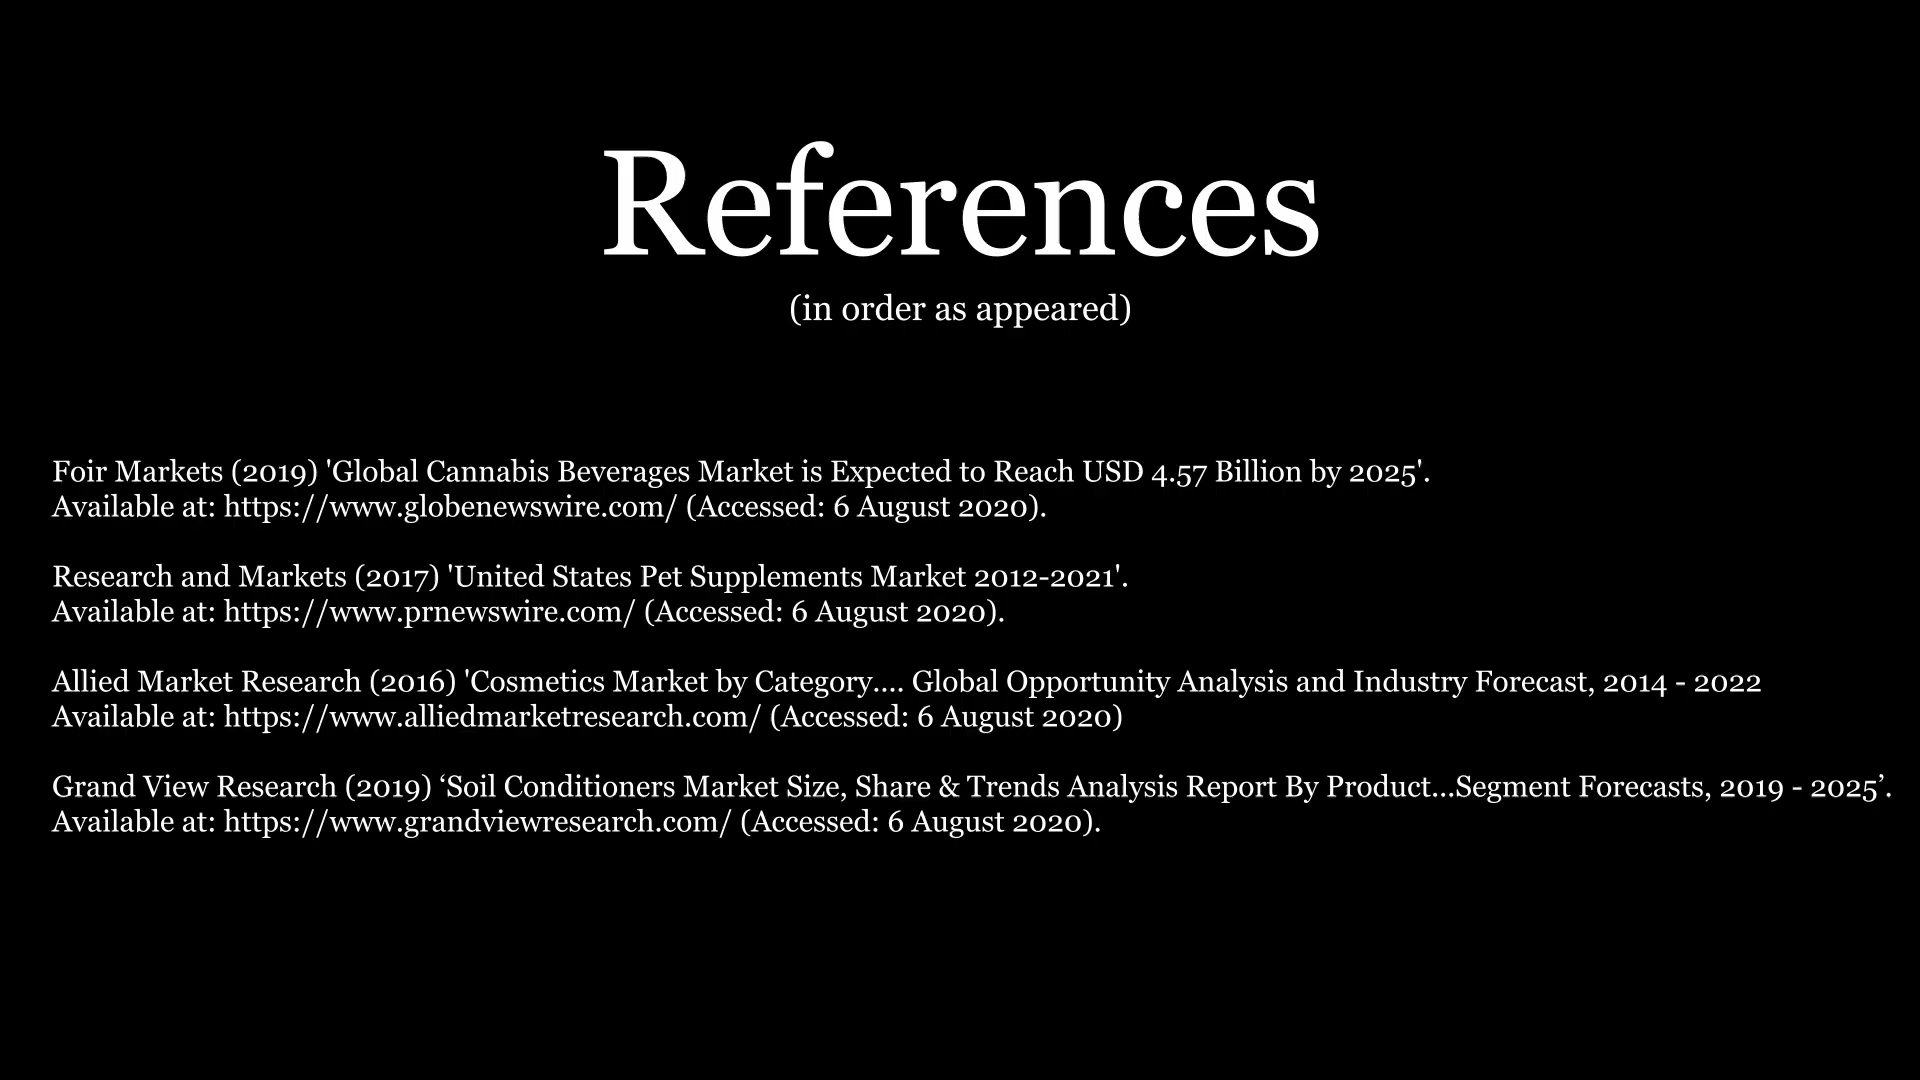 References
(in order as appeared)
Foir Markets (2019) 'Global Cannabis Beverages Market is Expected to Reach USD 4.57 Billion by 2025'.
Available at: https://www.globenewswire.com/ (Accessed: 6 August 2020).
Research and Markets (2017) 'United States Pet Supplements Market 2012-2021'.
Available at: https://www.prnewswire.com/ (Accessed: 6 August 2020).
Allied Market Research (2016) 'Cosmetics Market by Category.... Global Opportunity Analysis and Industry Forecast, 2014 - 2022
Available at: https://www.alliedmarketresearch.com/ (Accessed: 6 August 2020)
Grand View Research (2019) ‘Soil Conditioners Market Size, Share & Trends Analysis Report By Product...Segment Forecasts, 2019 - 2025’.
Available at: https://www.grandviewresearch.com/ (Accessed: 6 August 2020).